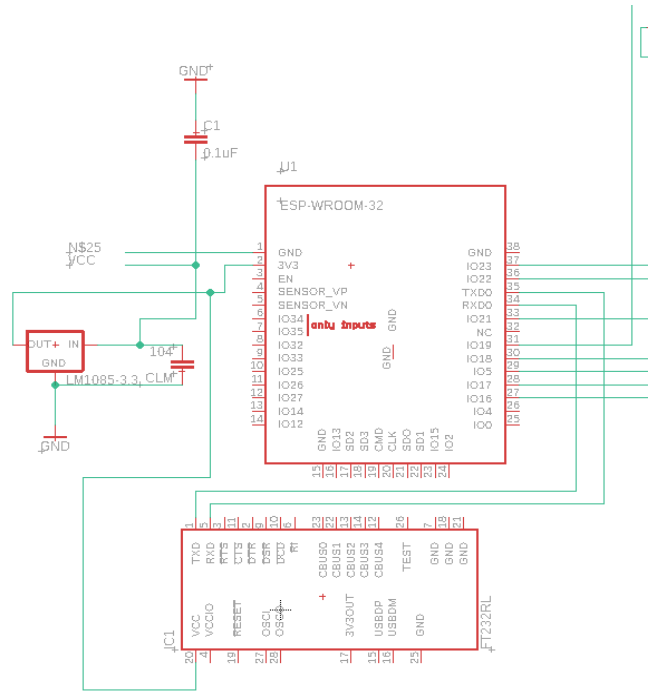 GND
C1
0.1uF
U1
ESP-WROOM-32
N$25
VCC
1 GND
2 3V3
3 EN
4 SENSOR_VP
5 SENSOR_VN
6 IO34
7 IO35
only inputs
8 IO32
9 IO33
10 IO25
11 IO26
12 IO27
13 IO14
14 IO12
GND
GND
GND 38
IO23 37
IO22 36
TXD0 35
RXD0 34
IO21 33
NC 32
IO19 31
IO18 30
IO5 29
IO17 28
IO16 27
IO4 26
IO0 25
GND IO13 SD2 SD3 CMD CLK SDO SD1 IO15 IO2
15 16 17 18 19 20 21 22 23 24
OUT+ IN
GND
104
LM1085-3.3, CLM
GND
1 5 3 11 2 9 10 6 23 22 13 14 12 26 7 18 21
TXD RXD RTS CTS DTR DSR DCD RI CBUS0 CBUS1 CBUS2 CBUS3 CBUS4 TEST GND GND GND
VCC VCCIO RESET OSCI OSCO 3V3OUT USBDP USBDM GND
20 4 19 27 28 17 15 16 25
IC1
FT232RL